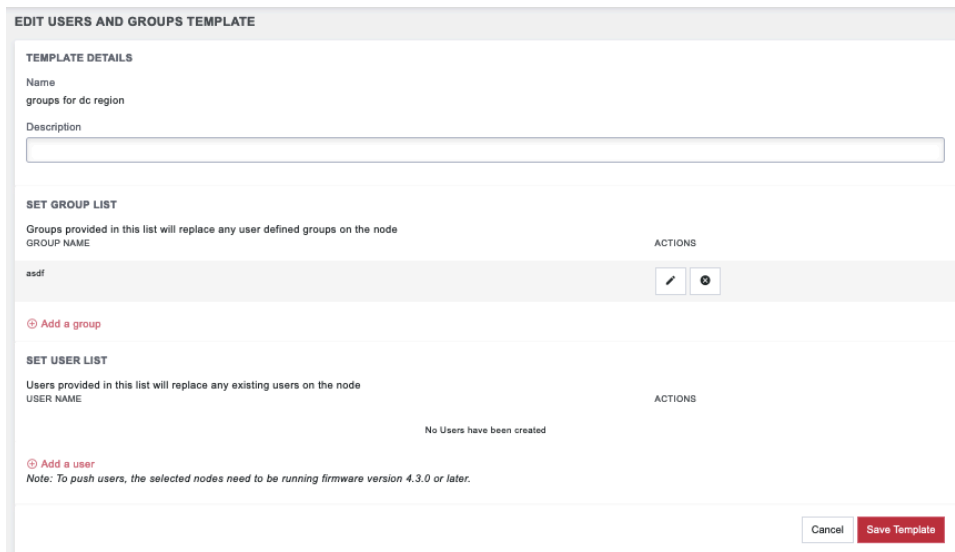 EDIT USERS AND GROUPS TEMPLATE
TEMPLATE DETAILS
Name
groups for dc region
Description
SET GROUP LIST
Groups provided in this list will replace any user defined groups on the node
GROUP NAME ACTIONS
asdf
Add a group
SET USER LIST
Users provided in this list will replace any existing users on the node
USER NAME ACTIONS
No Users have been created
Add a user
Note: To push users, the selected nodes need to be running firmware version 4.3.0 or later.
Cancel Save Template